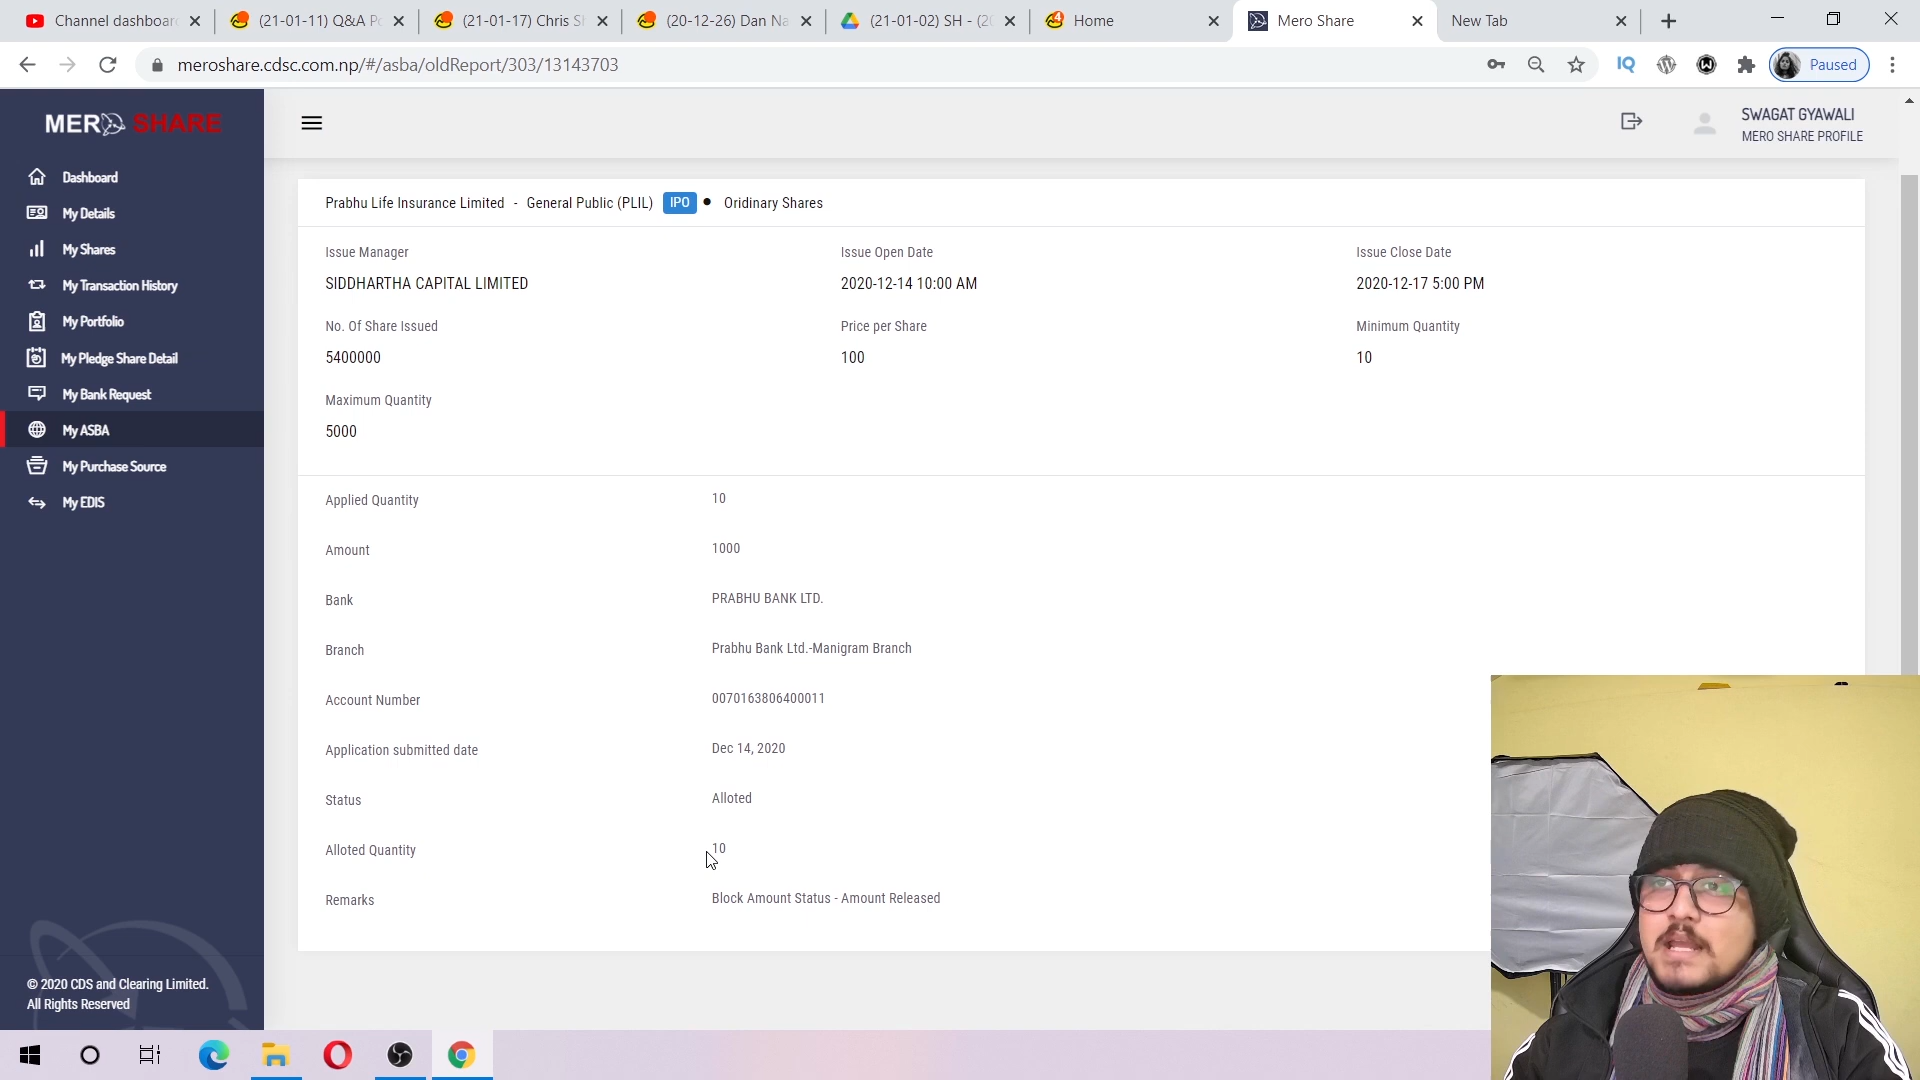 Channel dashboar
(21-01-11) Q&A Po
(21-01-17) Chris Sh
(20-12-26) Dan Na
(21-01-02) SH - (20
4
Home
Mero Share
New Tab
meroshare.cdsc.com.np/#/asba/oldReport/303/13143703
IQ
Paused
MERO SHARE
SWAGAT GYAWALI
MERO SHARE PROFILE
Dashboard
My Details
My Shares
My Transaction History
My Portfolio
My Pledge Share Detail
My Bank Request
My ASBA
My Purchase Source
My EDIS
© 2020 CDS and Clearing Limited.
All Rights Reserved
Prabhu Life Insurance Limited - General Public (PLIL) IPO • Oridinary Shares
Issue Manager
SIDDHARTHA CAPITAL LIMITED
Issue Open Date
2020-12-14 10:00 AM
Issue Close Date
2020-12-17 5:00 PM
No. Of Share Issued
5400000
Price per Share
100
Minimum Quantity
10
Maximum Quantity
5000
Applied Quantity 10
Amount 1000
Bank PRABHU BANK LTD.
Branch Prabhu Bank Ltd.-Manigram Branch
Account Number 0070163806400011
Application submitted date Dec 14, 2020
Status Alloted
Alloted Quantity 10
Remarks Block Amount Status - Amount Released